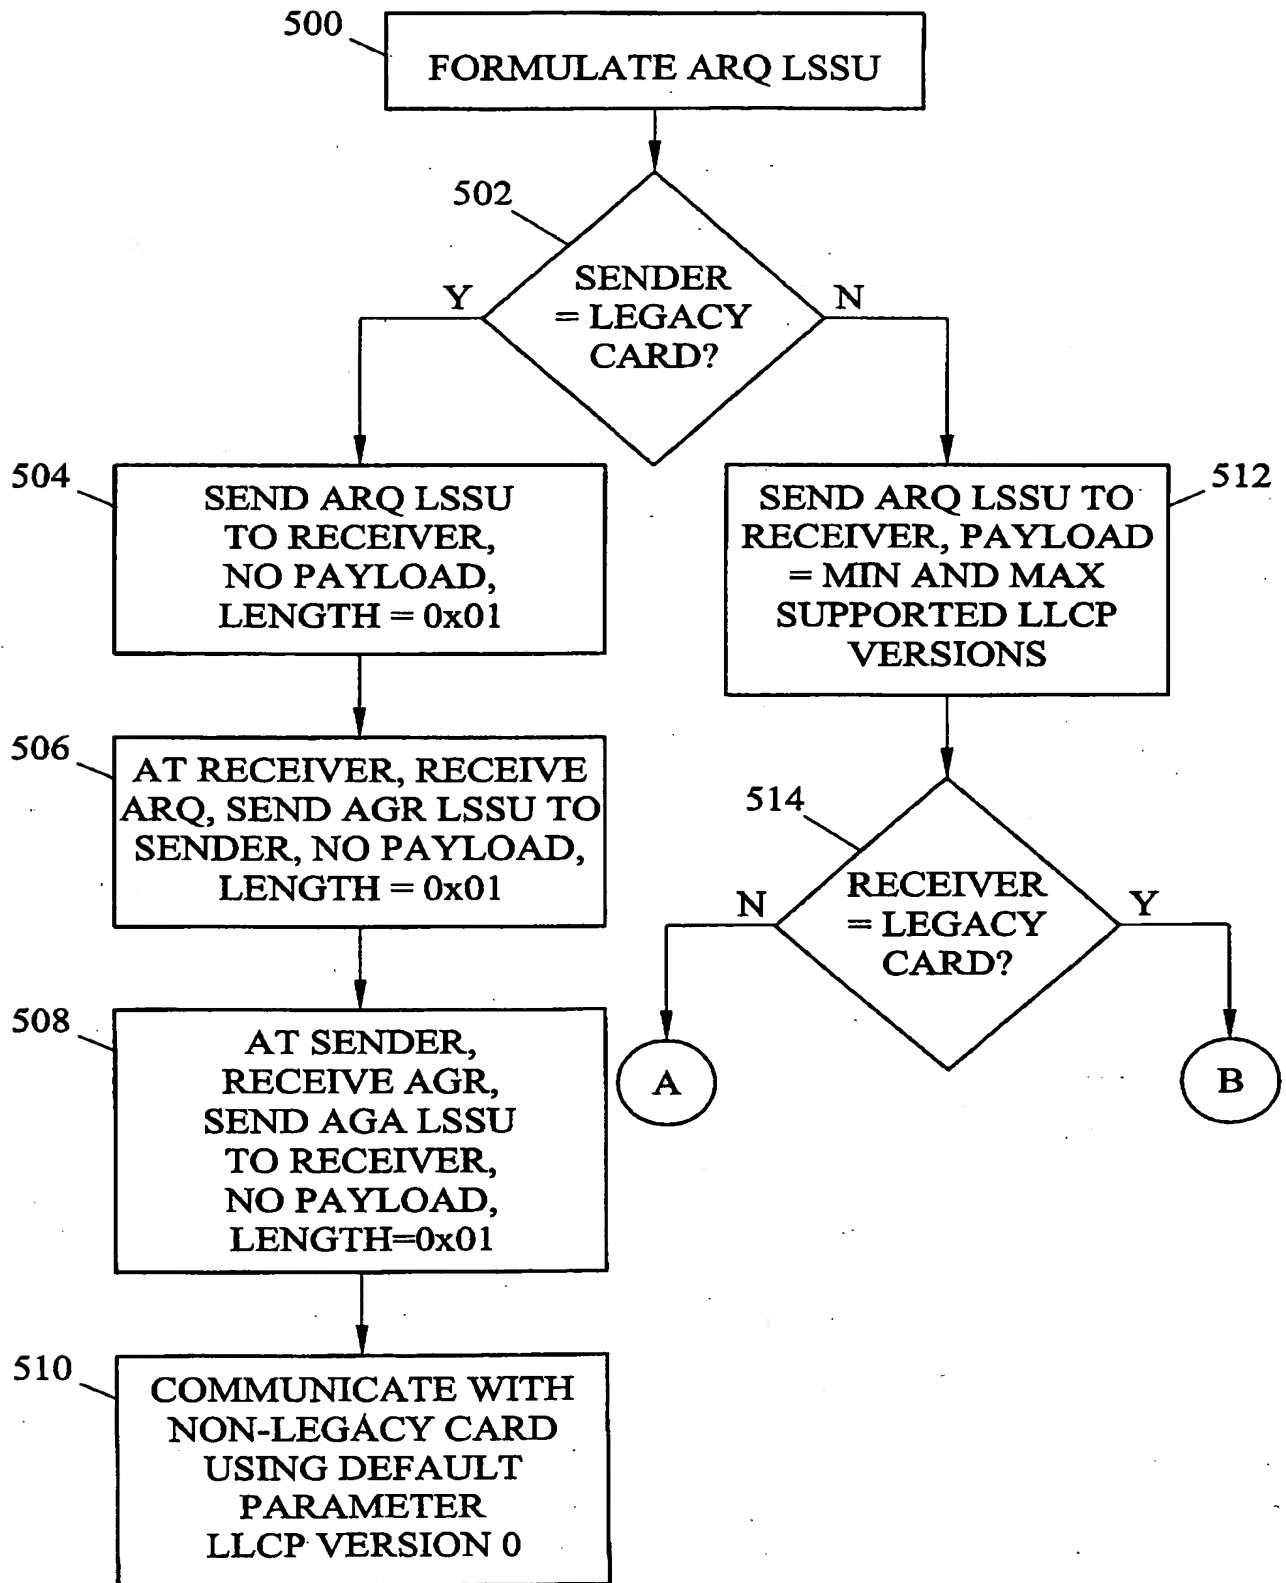 500
FORMULATE ARQ LSSU
502
SENDER
= LEGACY
CARD?
Y
N
504
SEND ARQ LSSU
TO RECEIVER,
NO PAYLOAD,
LENGTH = 0x01
506
AT RECEIVER, RECEIVE
ARQ, SEND AGR LSSU TO
SENDER, NO PAYLOAD,
LENGTH = 0x01
508
AT SENDER,
RECEIVE AGR,
SEND AGA LSSU
TO RECEIVER,
NO PAYLOAD,
LENGTH=0x01
510
COMMUNICATE WITH
NON-LEGACY CARD
USING DEFAULT
PARAMETER
LLCP VERSION 0
512
SEND ARQ LSSU TO
RECEIVER, PAYLOAD
= MIN AND MAX
SUPPORTED LLCP
VERSIONS
514
RECEIVER
= LEGACY
CARD?
N
Y
A
B